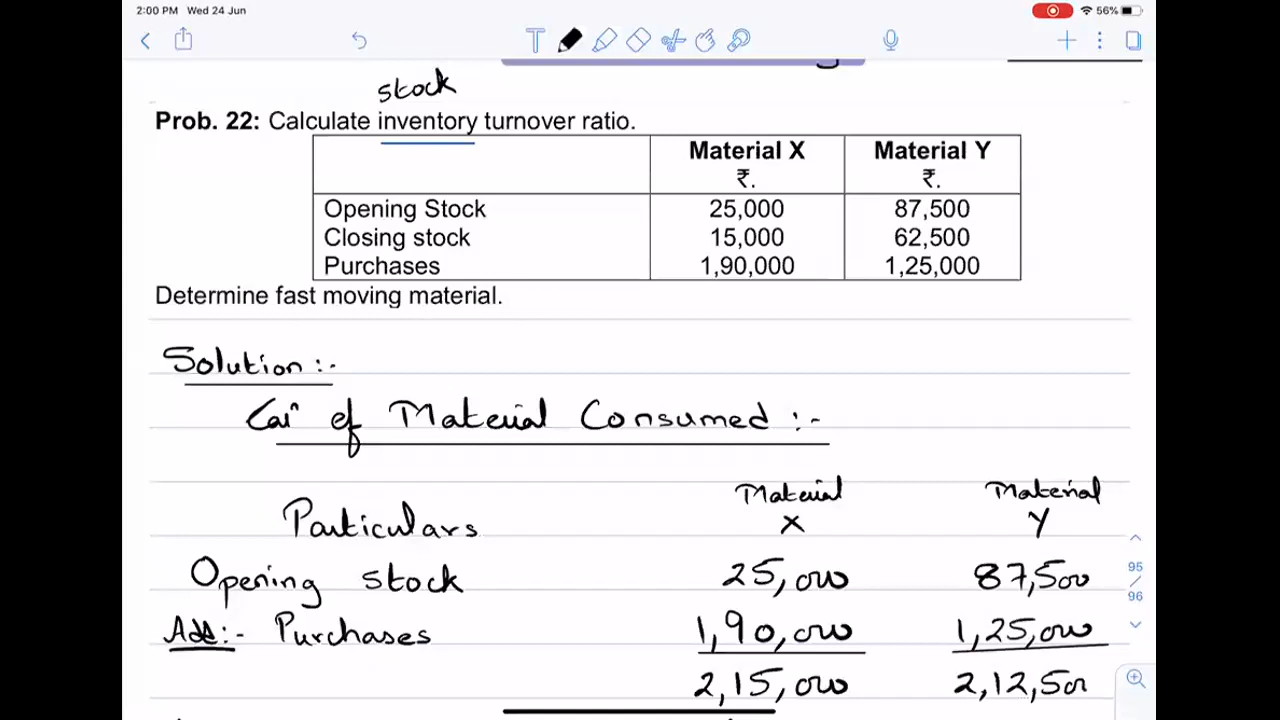 2:00 PM Wed 24 Jun
56%
stock
Prob. 22: Calculate inventory turnover ratio.
Material X Material Y
₹. ₹.
Opening Stock 25,000 87,500
Closing stock 15,000 62,500
Purchases 1,90,000 1,25,000
Determine fast moving material.
Solution :-
of Material Consumed :-
Material Material
Particulars X Y
Opening stock 25,000 87,500
95
/
96
Add:- Purchases 1,90,000 1,25,000
2,15,000 2,12,500